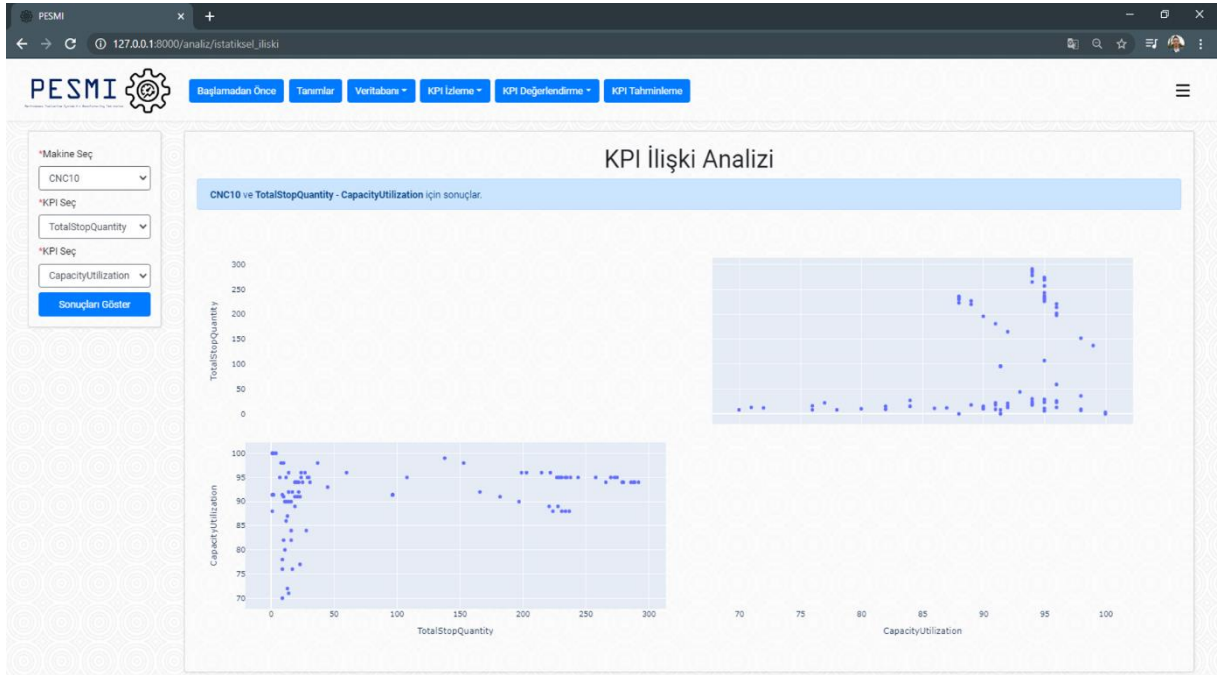 PESMI
127.0.0.1:8000/analiz/istatiksel_iliski
PESMI
Başlamadan Önce Tanımlar Veritabanı KPI İzleme KPI Değerlendirme KPI Tahminleme
*Makine Seç
CNC10
*KPI Seç
TotalStopQuantity
*KPI Seç
CapacityUtilization
Sonuçları Göster
KPI İlişki Analizi
CNC10 ve TotalStopQuantity - CapacityUtilization için sonuçlar.
300
250
200
150
100
50
0
TotalStopQuantity
100
95
90
85
80
75
70
CapacityUtilization
0 50 100 150 200 250 300
TotalStopQuantity
70 75 80 85 90 95 100
CapacityUtilization